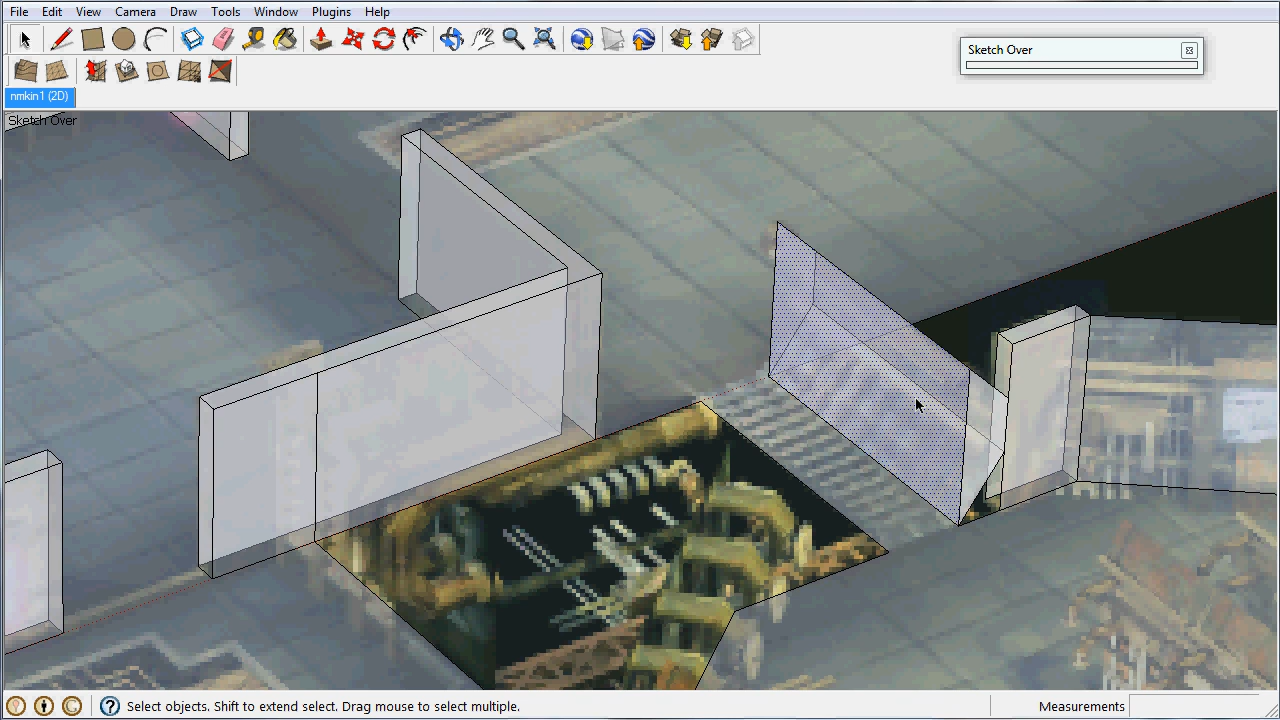 File Edit View Camera Draw Tools Window Plugins Help
Sketch Over
nmkin1 (2D)
Sketch Over
Select objects. Shift to extend select. Drag mouse to select multiple.
Measurements